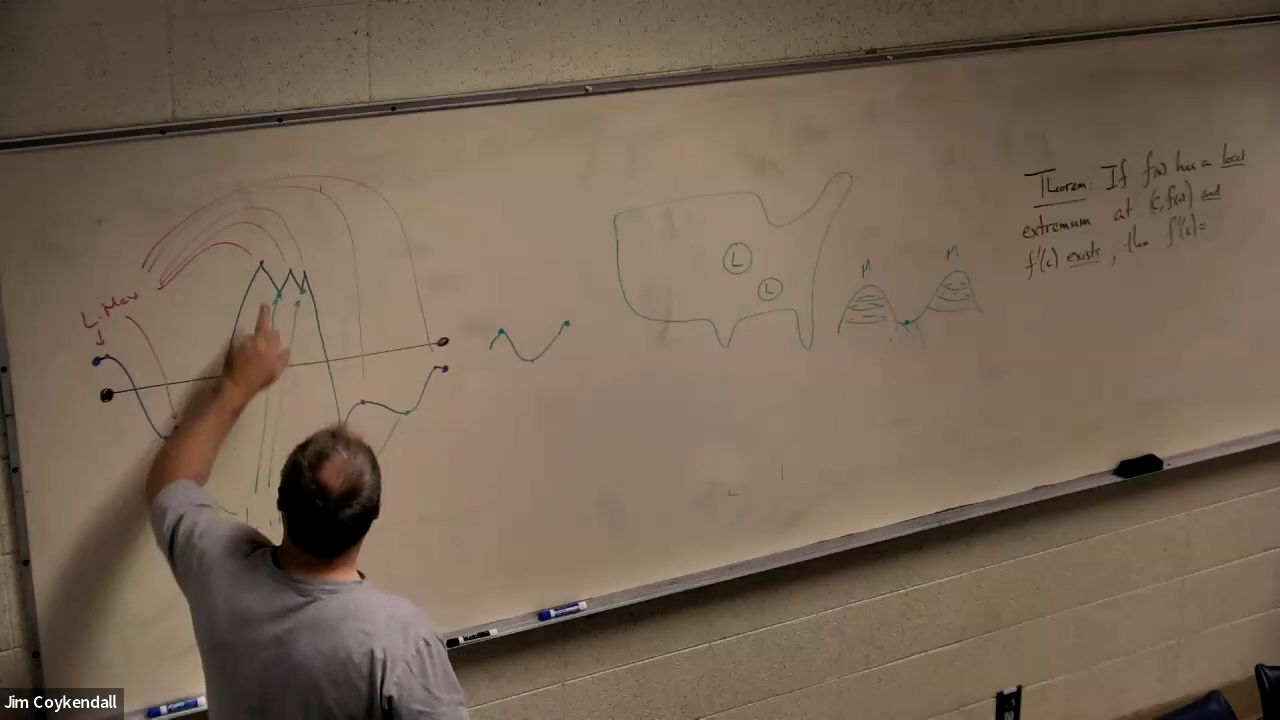 L. Max
L
L
M
M
Theorem: If f(x) has a local
extremum at (c, f(c)) and
f'(c) exists, then f'(c)=
Jim Coykendall